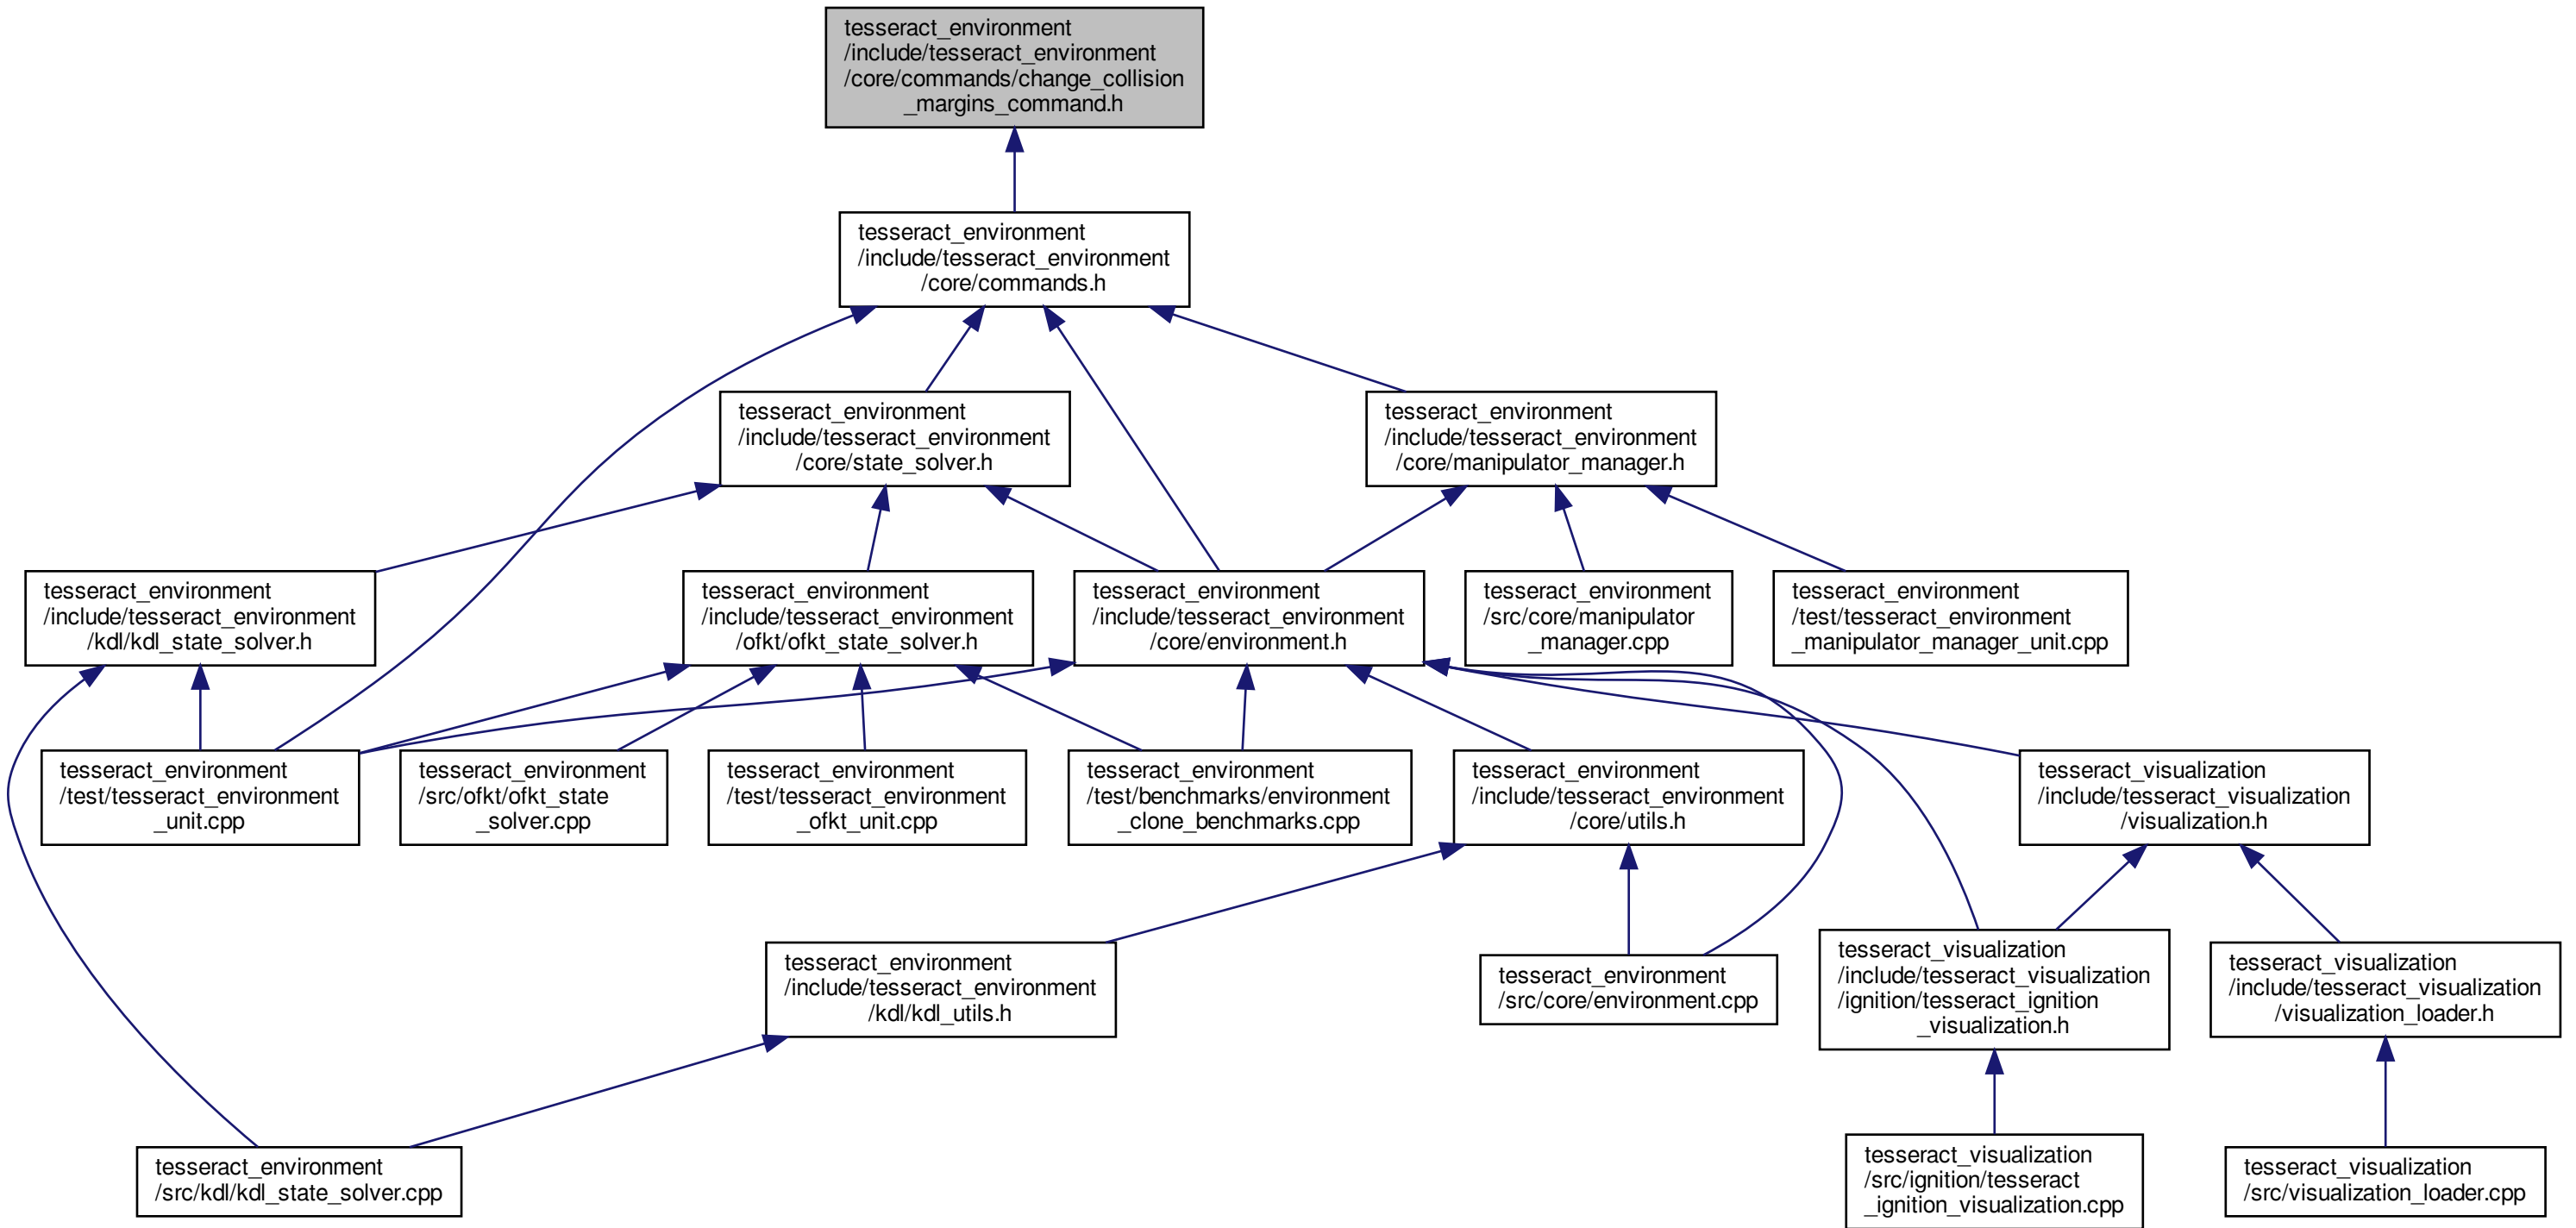 tesseract_environment
/include/tesseract_environment
/core/commands/change_collision
_margins_command.h
tesseract_environment
/include/tesseract_environment
/core/commands.h
tesseract_environment
/include/tesseract_environment
/core/state_solver.h
tesseract_environment
/include/tesseract_environment
/core/manipulator_manager.h
tesseract_environment
/include/tesseract_environment
/kdl/kdl_state_solver.h
tesseract_environment
/include/tesseract_environment
/ofkt/ofkt_state_solver.h
tesseract_environment
/include/tesseract_environment
/core/environment.h
tesseract_environment
/src/core/manipulator
_manager.cpp
tesseract_environment
/test/tesseract_environment
_manipulator_manager_unit.cpp
tesseract_environment
/test/tesseract_environment
_unit.cpp
tesseract_environment
/src/ofkt/ofkt_state
_solver.cpp
tesseract_environment
/test/tesseract_environment
_ofkt_unit.cpp
tesseract_environment
/test/benchmarks/environment
_clone_benchmarks.cpp
tesseract_environment
/include/tesseract_environment
/core/utils.h
tesseract_visualization
/include/tesseract_visualization
/visualization.h
tesseract_environment
/include/tesseract_environment
/kdl/kdl_utils.h
tesseract_environment
/src/core/environment.cpp
tesseract_visualization
/include/tesseract_visualization
/ignition/tesseract_ignition
_visualization.h
tesseract_visualization
/include/tesseract_visualization
/visualization_loader.h
tesseract_environment
/src/kdl/kdl_state_solver.cpp
tesseract_visualization
/src/ignition/tesseract
_ignition_visualization.cpp
tesseract_visualization
/src/visualization_loader.cpp